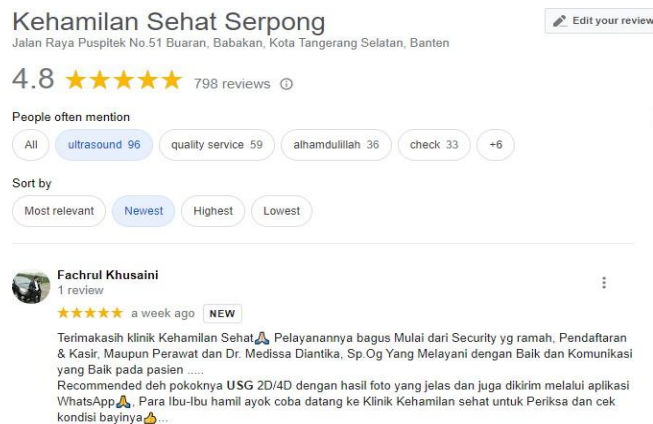 Kehamilan Sehat Serpong
Edit your review
Jalan Raya Puspitek No.51 Buaran, Babakan, Kota Tangerang Selatan, Banten
4.8 ★★★★★ 798 reviews
People often mention
All ultrasound 96 quality service 59 alhamdulillah 36 check 33 +6
Sort by
Most relevant Newest Highest Lowest
Fachrul Khusaini
1 review
★★★★★ a week ago NEW
Terimakasih klinik Kehamilan Sehat🙏 Pelayanannya bagus Mulai dari Security yg ramah, Pendaftaran
& Kasir, Maupun Perawat dan Dr. Medissa Diantika, Sp.Og Yang Melayani dengan Baik dan Komunikasi
yang Baik pada pasien .....
Recommended deh pokoknya USG 2D/4D dengan hasil foto yang jelas dan juga dikirim melalui aplikasi
WhatsApp🙏, Para Ibu-Ibu hamil ayok coba datang ke Klinik Kehamilan sehat untuk Periksa dan cek
kondisi bayinya👍...